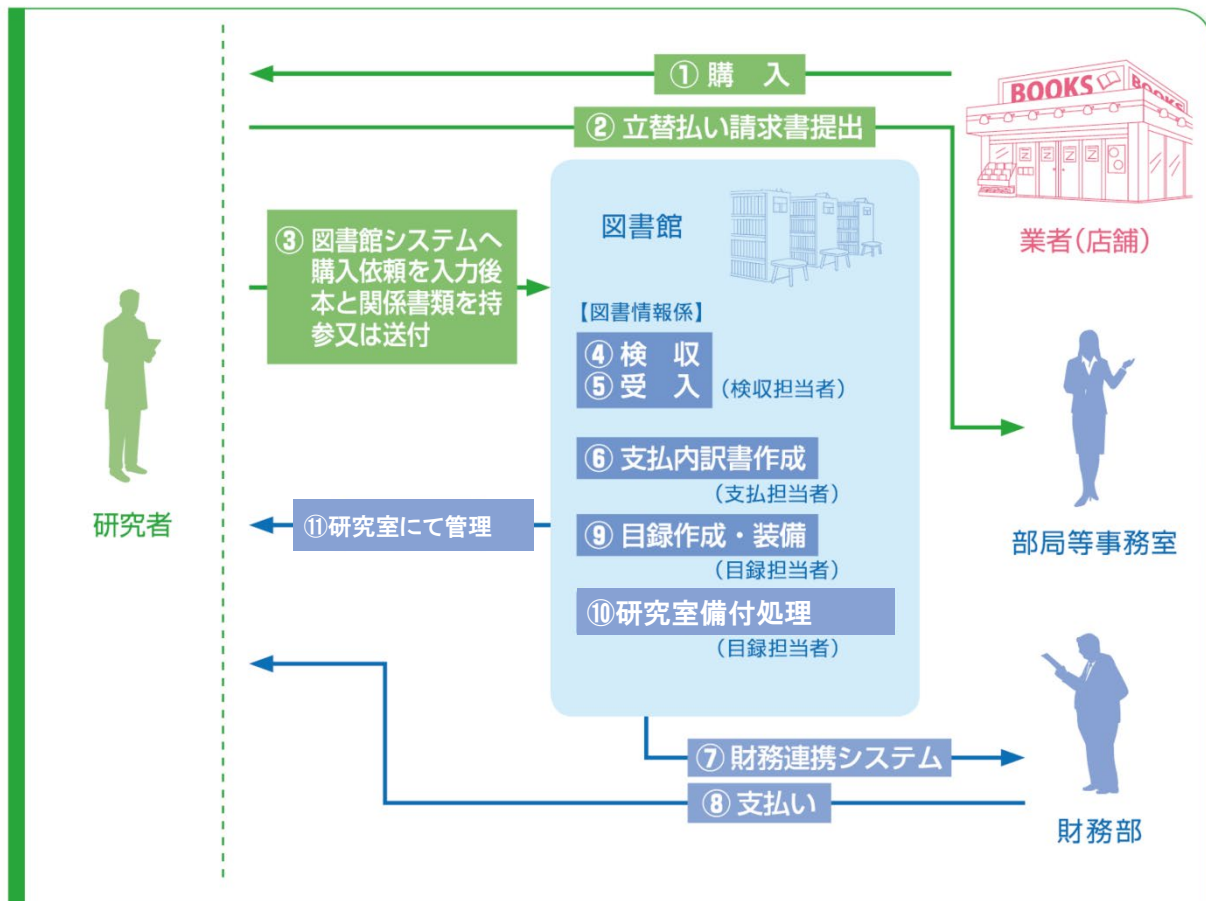 ① 購　入
BOOKS
BOOKS
② 立替払い請求書提出
業者（店舗）
図書館
③ 図書館システムへ
購入依頼を入力後
本と関係書類を持
参又は送付
【図書情報係】
④ 検　収
⑤ 受　入 （検収担当者）
⑥ 支払内訳書作成
（支払担当者）
研究者
⑪研究室にて管理
⑨ 目録作成・装備
（目録担当者）
部局等事務室
⑩研究室備付処理
（目録担当者）
⑦ 財務連携システム
⑧ 支払い
財務部